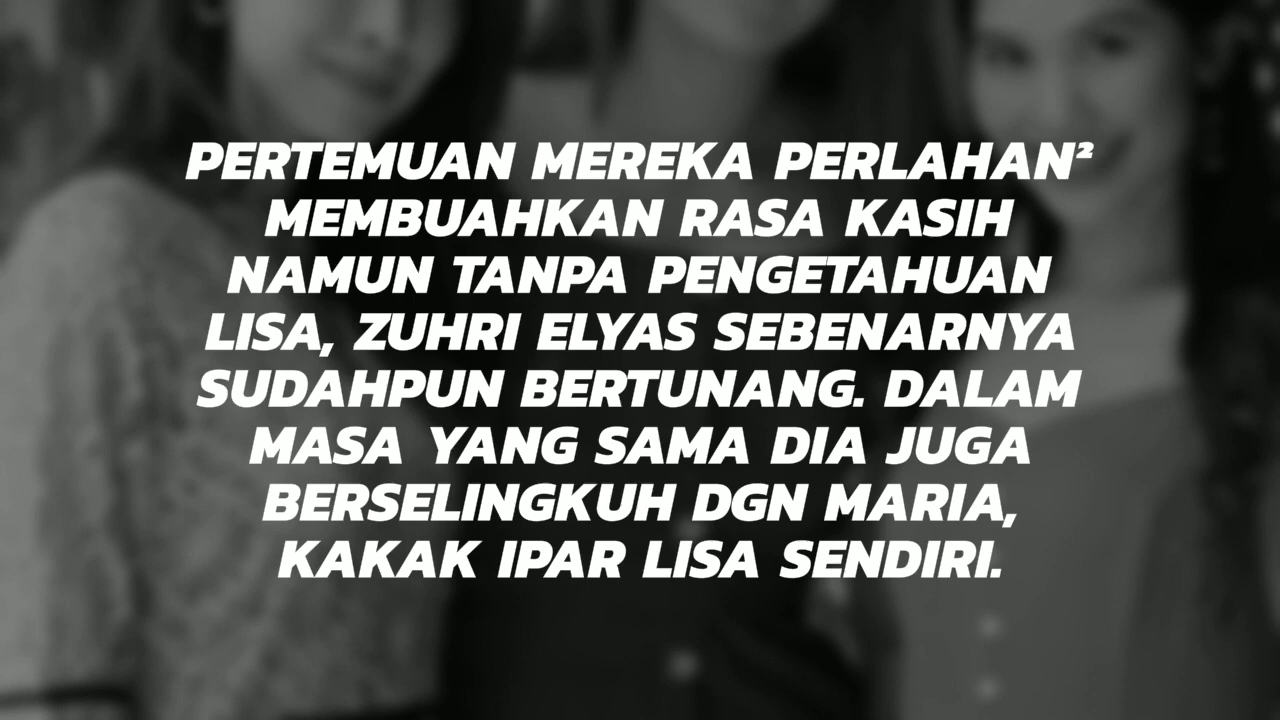 PERTEMUAN MEREKA PERLAHAN²
MEMBUAHKAN RASA KASIH
NAMUN TANPA PENGETAHUAN
LISA, ZUHRI ELYAS SEBENARNYA
SUDAHPUN BERTUNANG. DALAM
MASA YANG SAMA DIA JUGA
BERSELINGKUH DGN MARIA,
KAKAK IPAR LISA SENDIRI.